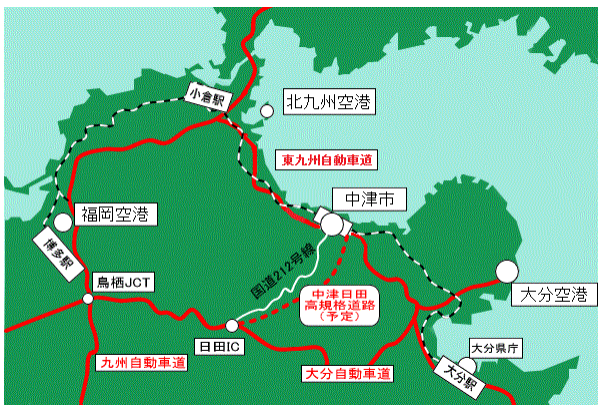 小倉駅
北九州空港
東九州自動車道
中津市
福岡空港
博多駅
国道212号線
鳥栖JCT
中津日田
高規格道路
(予定)
大分空港
日田IC
大分県庁
九州自動車道
大分自動車道
大分駅